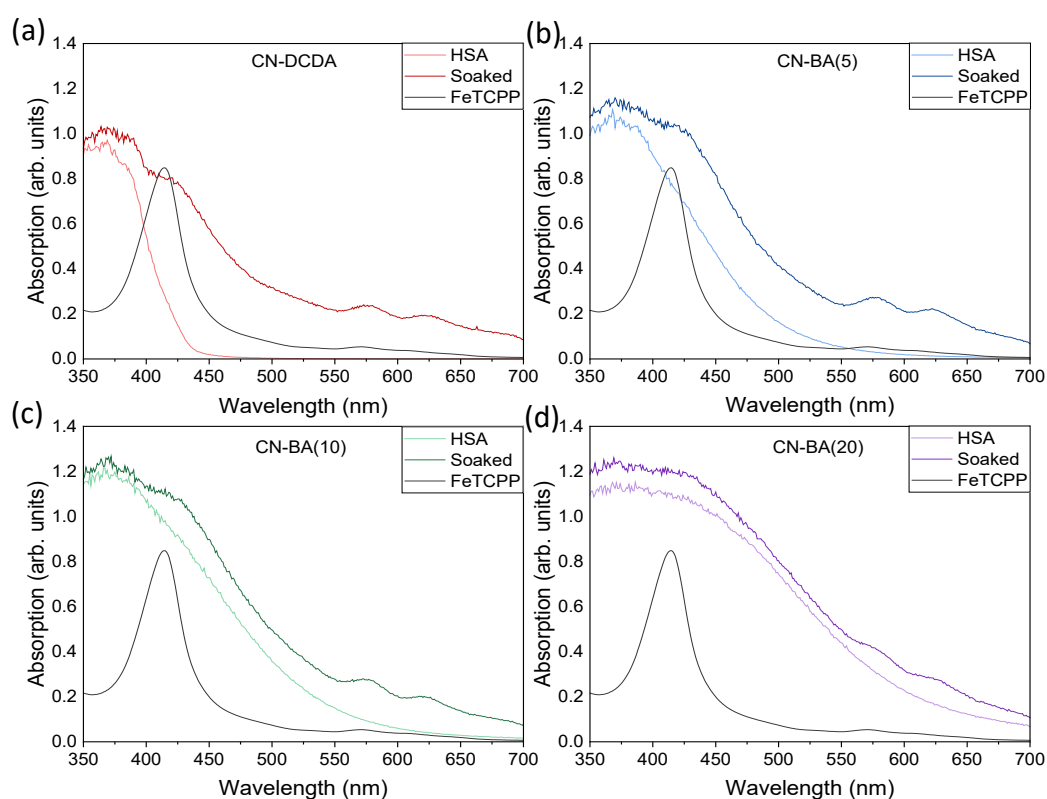 (a)
CN-DCDA
HSA
Soaked
FeTCPP
1.4
1.2
1.0
0.8
0.6
0.4
0.2
0.0
Absorption (arb. units)
350 400 450 500 550 600 650 700
Wavelength (nm)
(b)
CN-BA(5)
HSA
Soaked
FeTCPP
1.4
1.2
1.0
0.8
0.6
0.4
0.2
0.0
Absorption (arb. units)
350 400 450 500 550 600 650 700
Wavelength (nm)
(c)
CN-BA(10)
HSA
Soaked
FeTCPP
1.4
1.2
1.0
0.8
0.6
0.4
0.2
0.0
Absorption (arb. units)
350 400 450 500 550 600 650 700
Wavelength (nm)
(d)
CN-BA(20)
HSA
Soaked
FeTCPP
1.4
1.2
1.0
0.8
0.6
0.4
0.2
0.0
Absorption (arb. units)
350 400 450 500 550 600 650 700
Wavelength (nm)